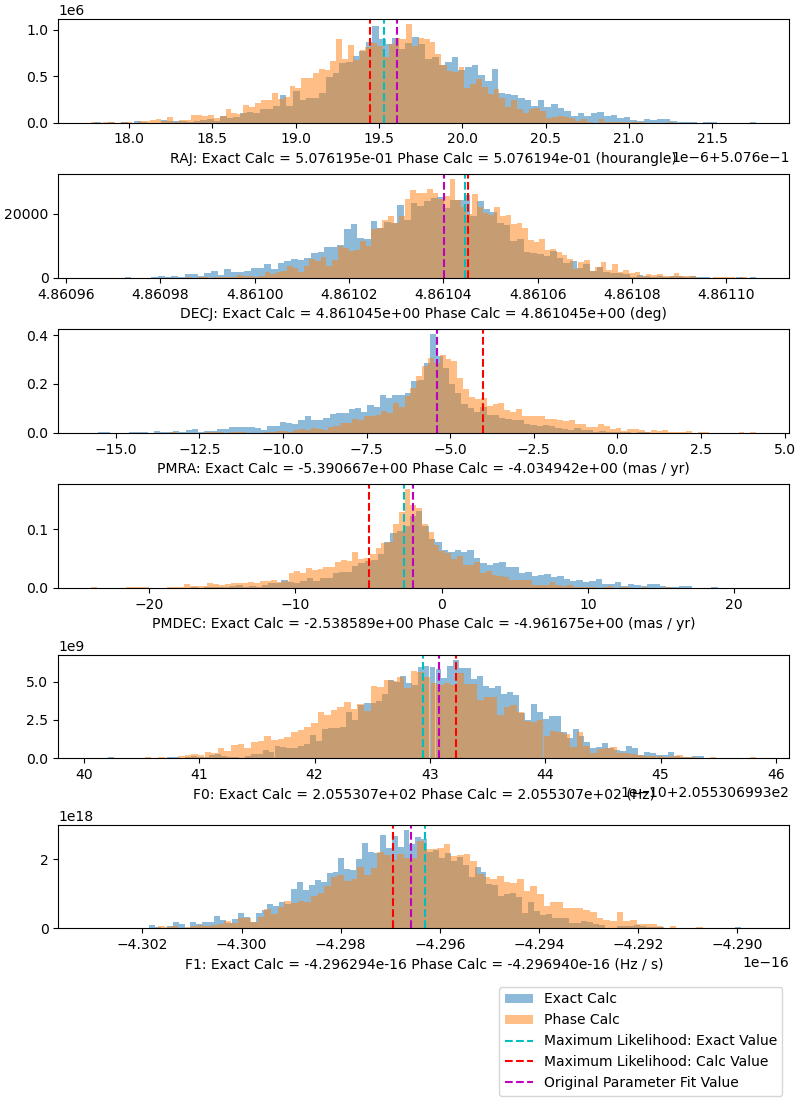 1e6
1.0
0.5
0.0
18.0 18.5 19.0 19.5 20.0 20.5 21.0 21.5
1e−6+5.076e−1
RAJ: Exact Calc = 5.076195e-01 Phase Calc = 5.076194e-01 (hourangle)
20000
0
4.86096 4.86098 4.86100 4.86102 4.86104 4.86106 4.86108 4.86110
DECJ: Exact Calc = 4.861045e+00 Phase Calc = 4.861045e+00 (deg)
0.4
0.2
0.0
−15.0 −12.5 −10.0 −7.5 −5.0 −2.5 0.0 2.5 5.0
PMRA: Exact Calc = -5.390667e+00 Phase Calc = -4.034942e+00 (mas / yr)
0.1
0.0
−20 −10 0 10 20
PMDEC: Exact Calc = -2.538589e+00 Phase Calc = -4.961675e+00 (mas / yr)
1e9
5.0
2.5
0.0
40 41 42 43 44 45 46
1e−10+2.055306993e2
F0: Exact Calc = 2.055307e+02 Phase Calc = 2.055307e+02 (Hz)
1e18
2
0
−4.302 −4.300 −4.298 −4.296 −4.294 −4.292 −4.290
1e−16
F1: Exact Calc = -4.296294e-16 Phase Calc = -4.296940e-16 (Hz / s)
Exact Calc
Phase Calc
Maximum Likelihood: Exact Value
Maximum Likelihood: Calc Value
Original Parameter Fit Value